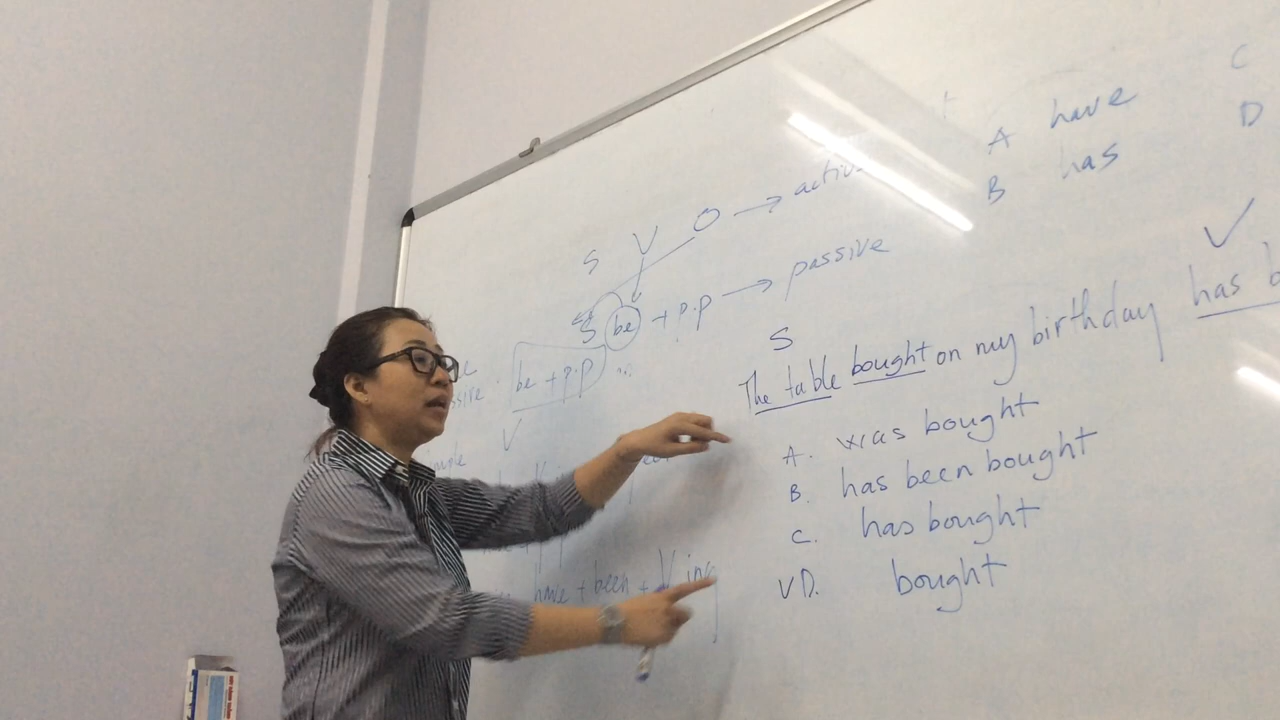 C
A have
D
B has
S V O → active
S be + p.p → passive
be + p.p
V
S
The table bought on my birthday has b
A. was bought
B. has been bought
C. has bought
VD. bought
have + been + V ing